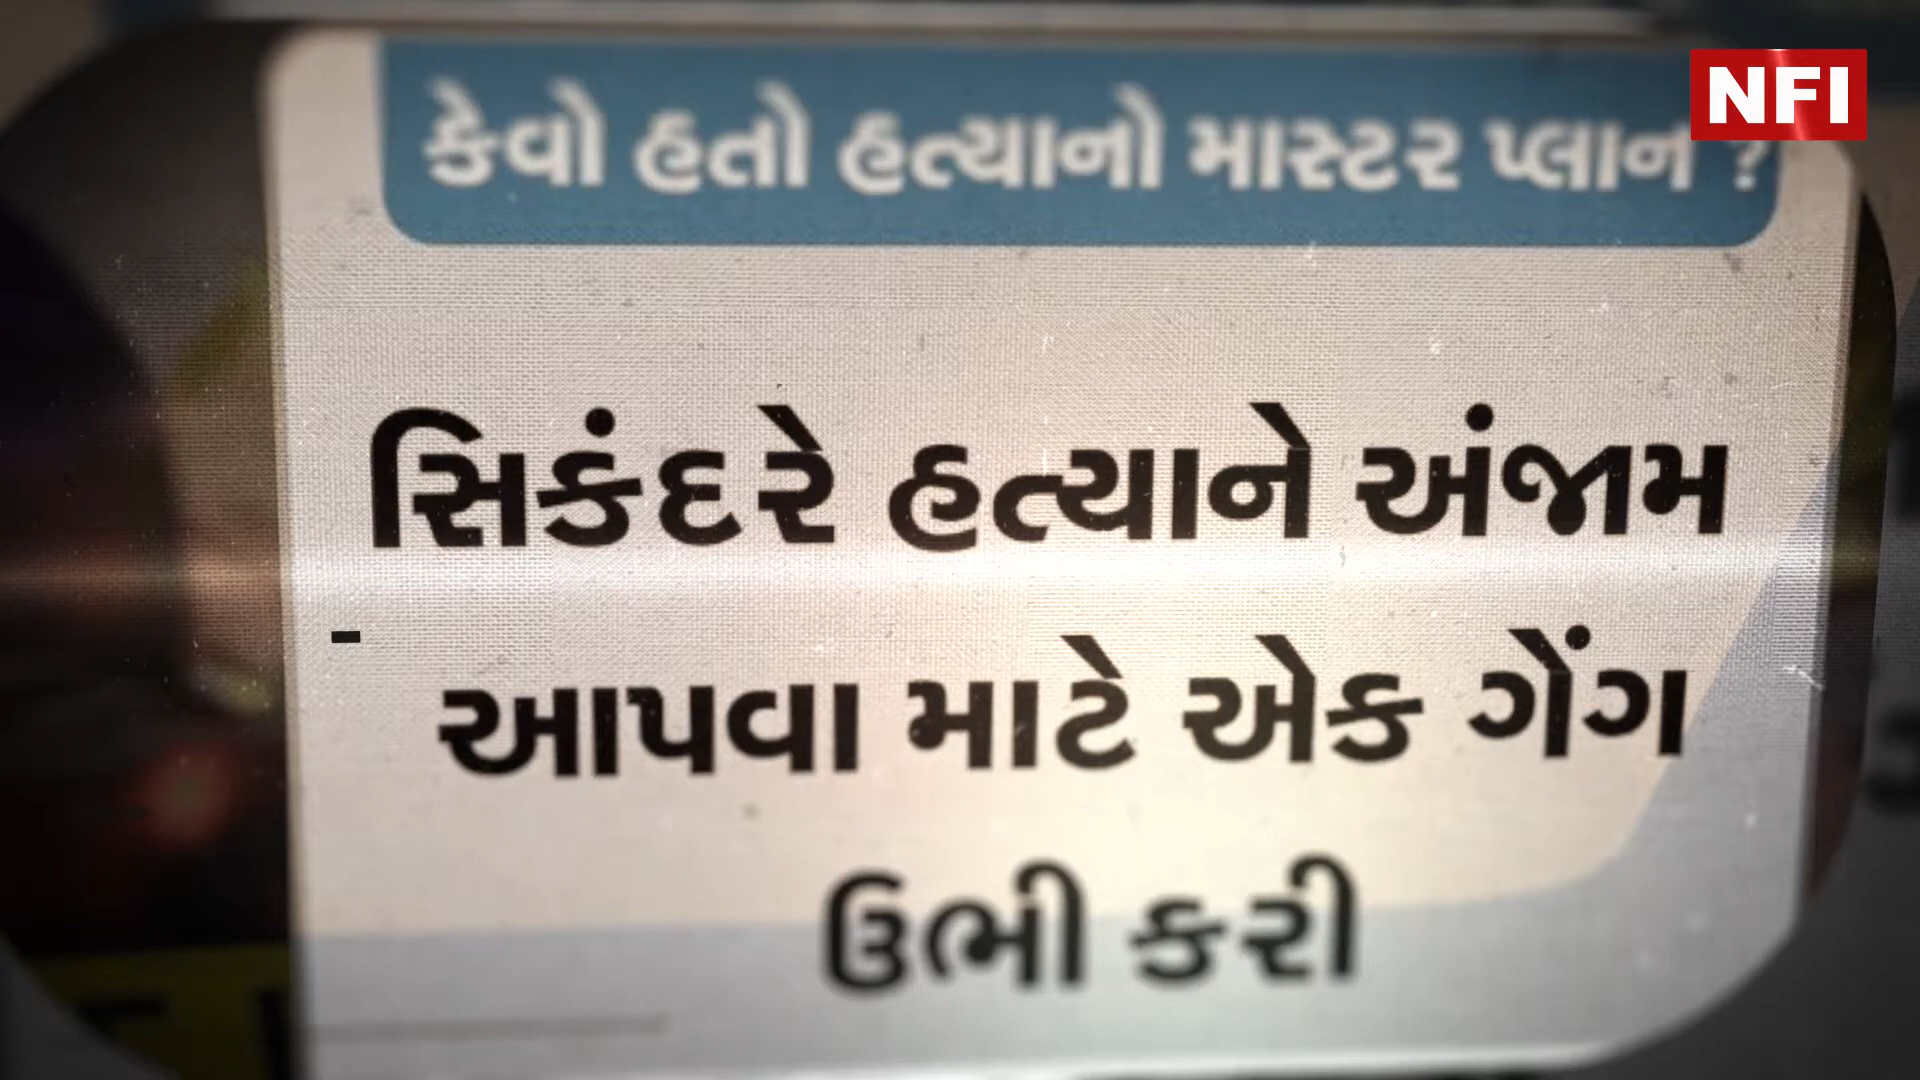 NFI
કેવો હતો હત્યાનો માસ્ટર પ્લાન ?
સિકંદરે હત્યાને અંજામ
આપવા માટે એક ગેંગ
ઉભી કરી